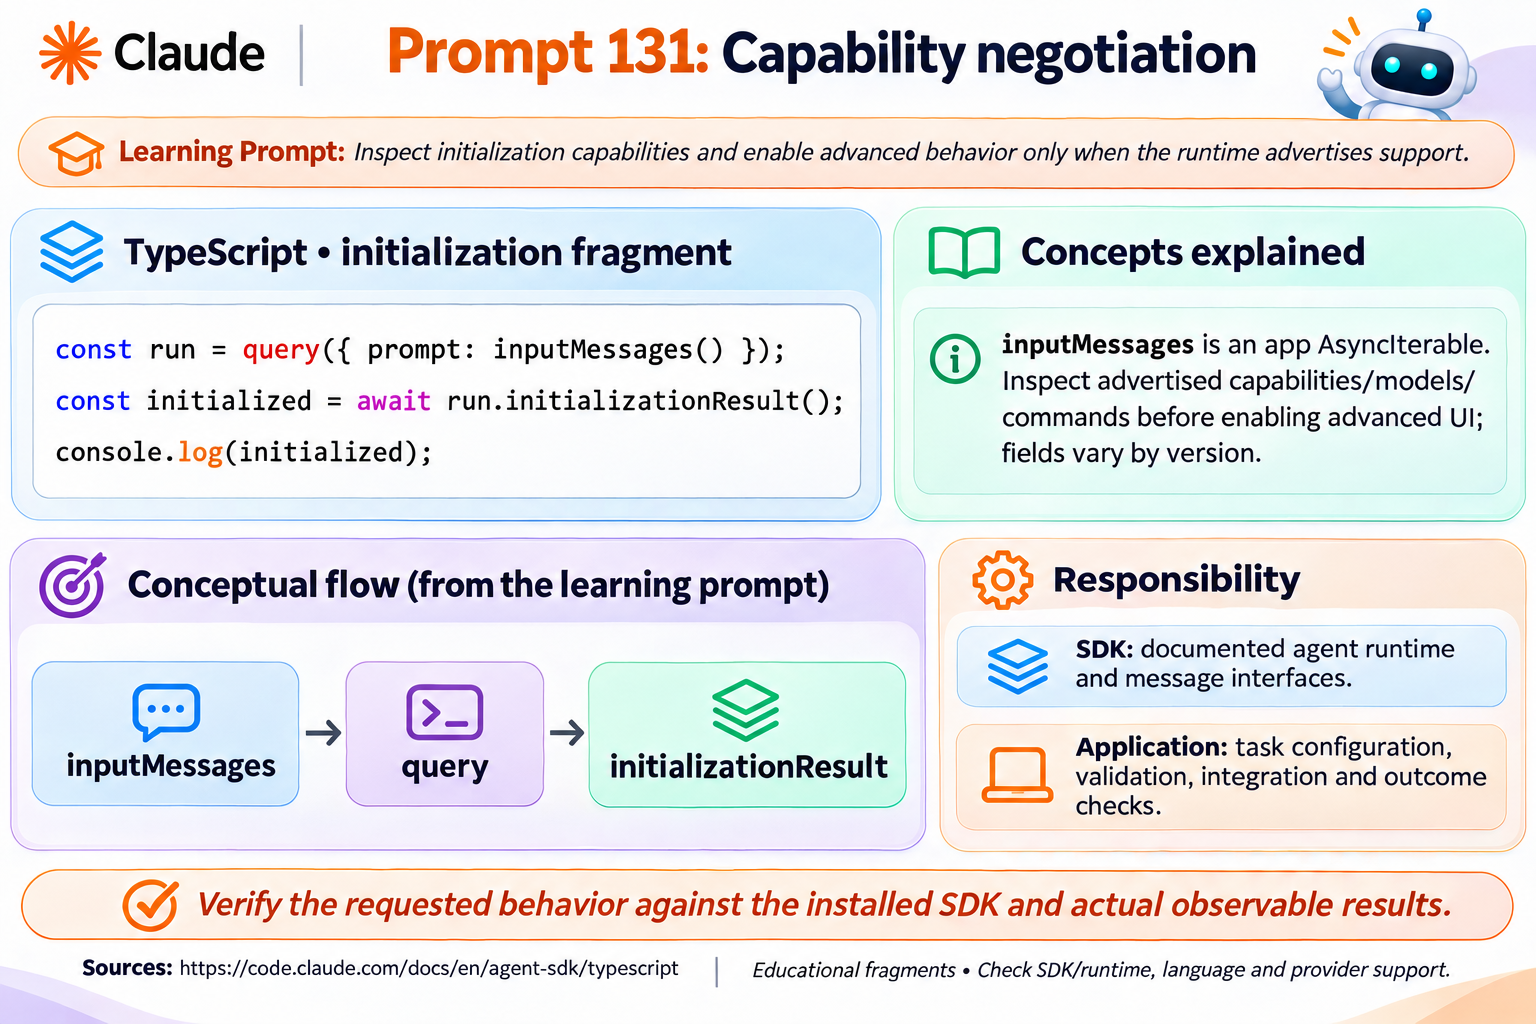 Claude
Prompt 131: Capability negotiation
Learning Prompt: Inspect initialization capabilities and enable advanced behavior only when the runtime advertises support.
TypeScript • initialization fragment
const run = query({ prompt: inputMessages() });
const initialized = await run.initializationResult();
console.log(initialized);
Concepts explained
inputMessages is an app AsyncIterable.
Inspect advertised capabilities/models/
commands before enabling advanced UI;
fields vary by version.
Conceptual flow (from the learning prompt)
inputMessages
query
initializationResult
Responsibility
SDK: documented agent runtime
and message interfaces.
Application: task configuration,
validation, integration and outcome
checks.
Verify the requested behavior against the installed SDK and actual observable results.
Sources: https://code.claude.com/docs/en/agent-sdk/typescript
Educational fragments • Check SDK/runtime, language and provider support.